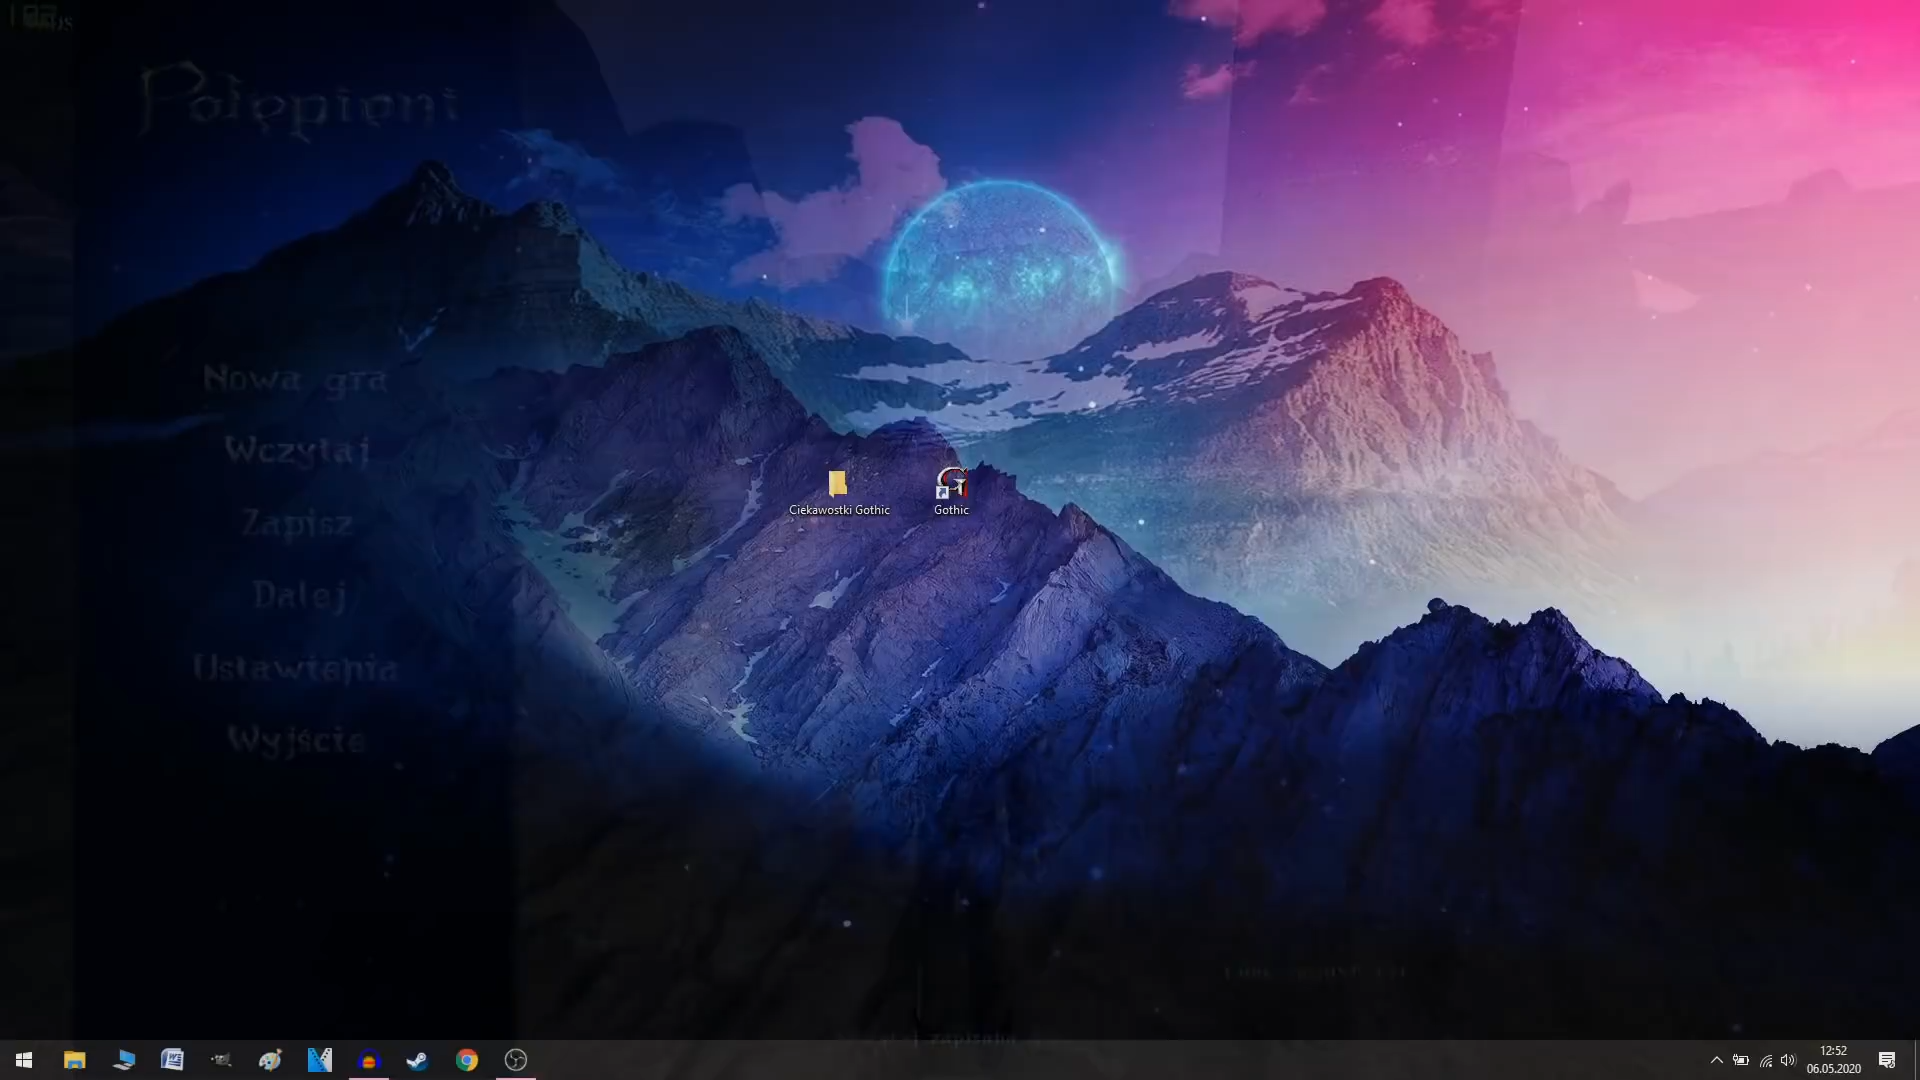 Potępieni
Nowa gra
Wczytaj
Zapisz
Dalej
Ustawienia
Wyjście
Ciekawostki Gothic
Gothic
12:52
06.05.2020